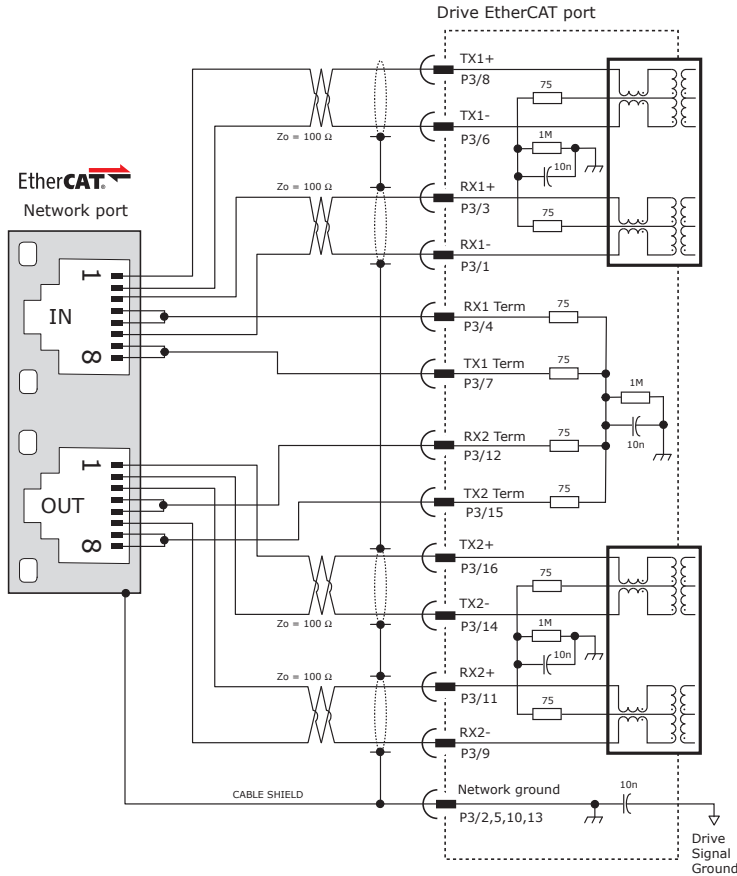 Drive EtherCAT port
TX1+
P3/8
75
TX1-
P3/6
1M
10n
Zo = 100 Ω
EtherCAT®
Network port
Zo = 100 Ω
RX1+
P3/3
75
RX1-
P3/1
1
IN
8
RX1 Term
P3/4
75
TX1 Term
P3/7
75
1M
10n
RX2 Term
P3/12
75
1
OUT
8
TX2 Term
P3/15
75
TX2+
P3/16
75
TX2-
P3/14
1M
10n
Zo = 100 Ω
Zo = 100 Ω
RX2+
P3/11
75
RX2-
P3/9
CABLE SHIELD
Network ground
P3/2,5,10,13
10n
Drive
Signal
Ground